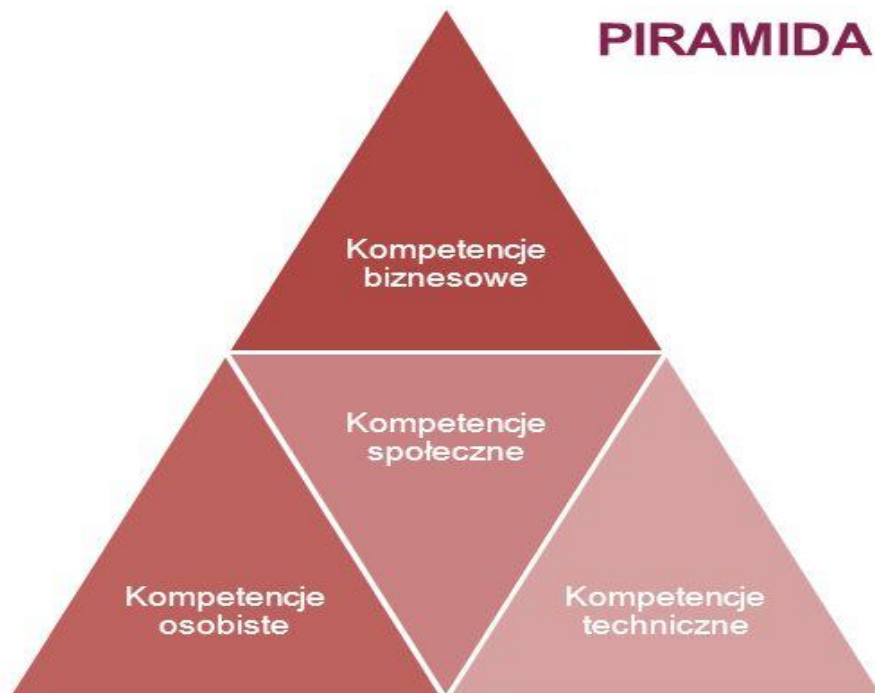 PIRAMIDA
Kompetencje
biznesowe
Kompetencje
społeczne
Kompetencje
osobiste
Kompetencje
techniczne